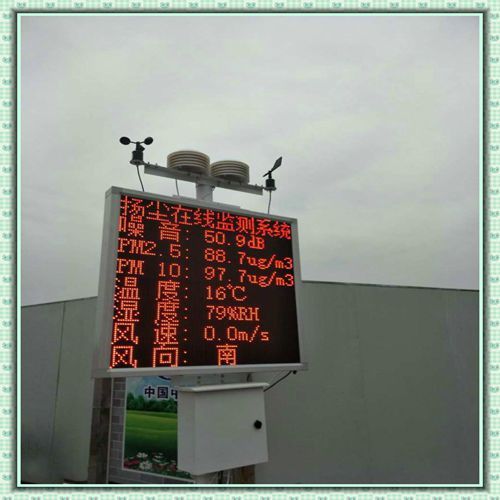 扬尘在线监测系统
噪 音: 50.9dB
PM2.5: 88.7ug/m3
PM 10: 97.7ug/m3
温 度: 16℃
湿 度: 79%RH
风 速: 0.0m/s
风 向: 南
中国